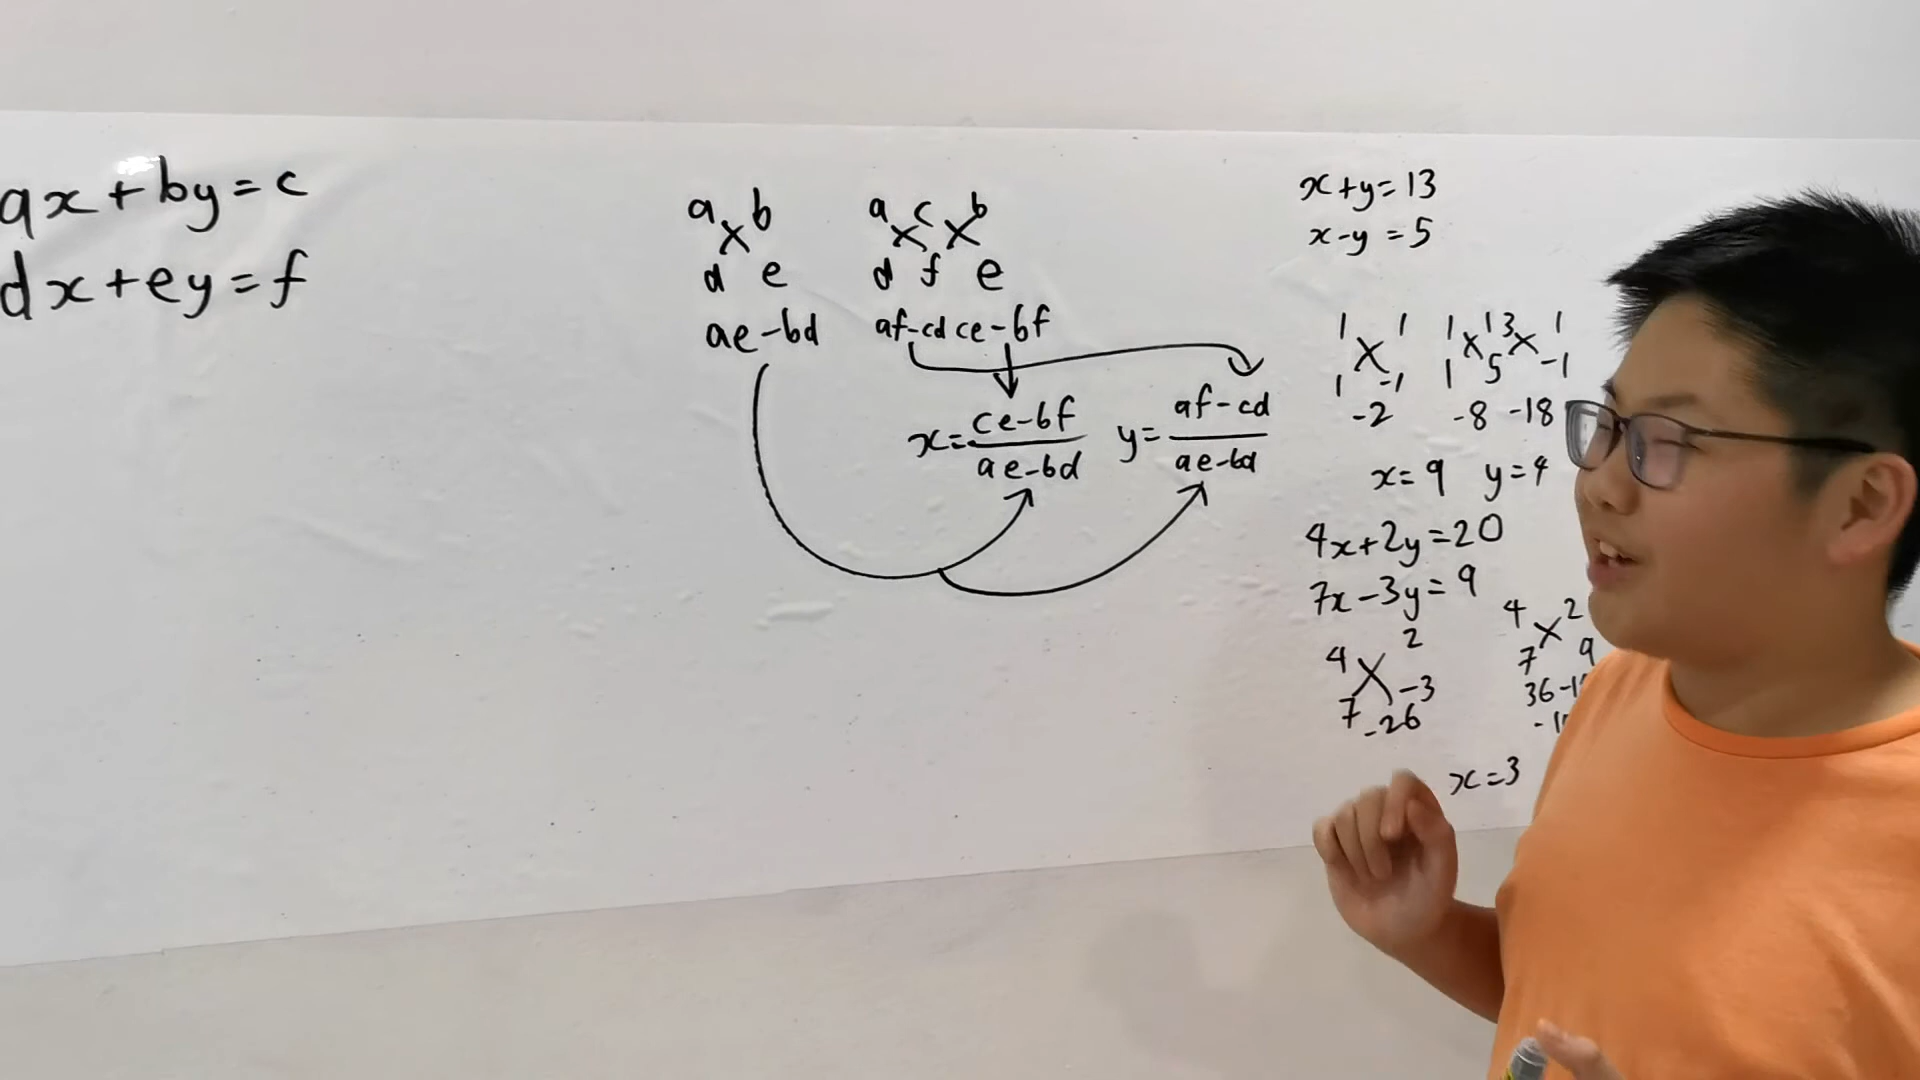 ax+by=c
dx+ey=f
a b
d e
ae-bd
a c b
d f e
af-cd ce-bf
x=ce-bf/ae-bd
y=af-cd/ae-bd
x+y=13
x-y=5
1 1
1 -1
-2
1 13 1
1 5 -1
-8 -18
x=9 y=4
4x+2y=20
7x-3y=9
4 2
7 -3
-26
4 2
7 9
36-1
x=3